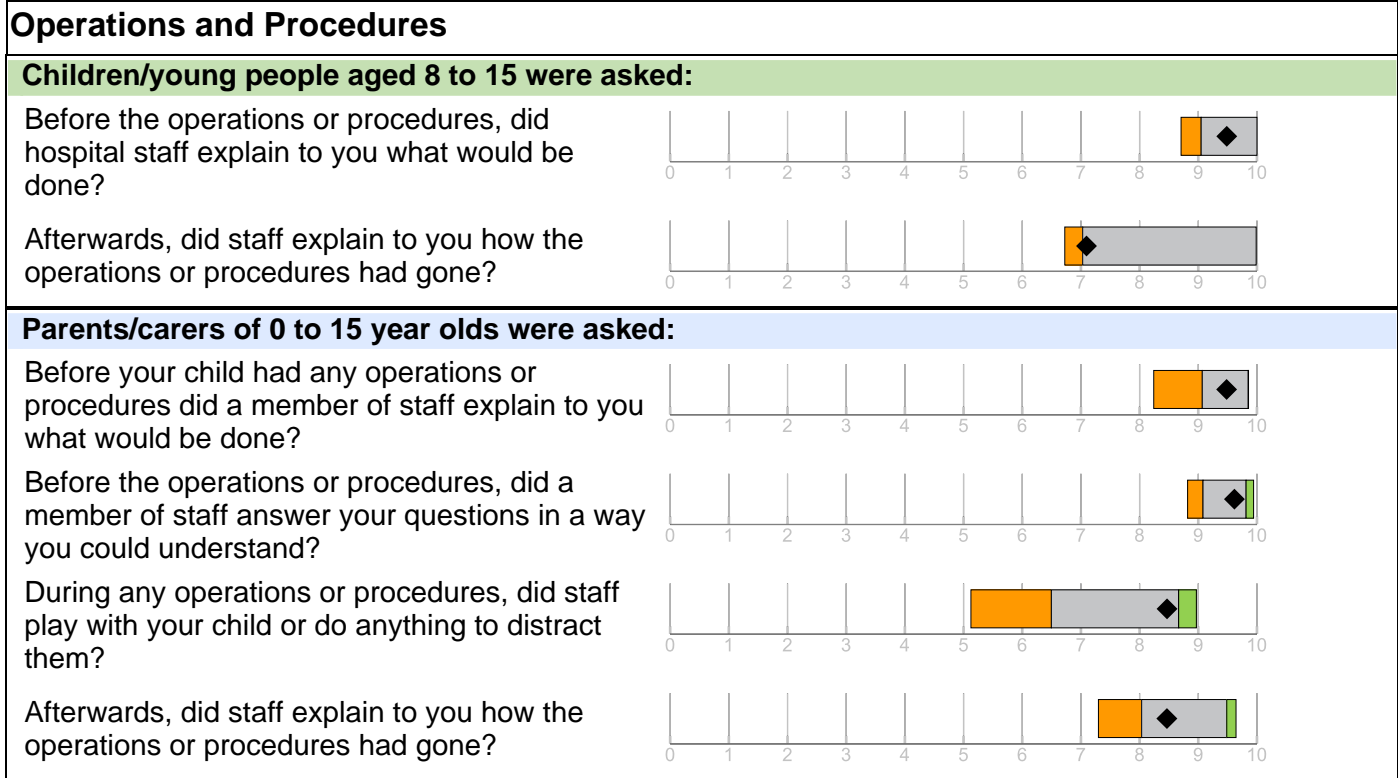 Operations and Procedures
Children/young people aged 8 to 15 were asked:
Before the operations or procedures, did
hospital staff explain to you what would be
done?
0 1 2 3 4 5 6 7 8 9 10
Afterwards, did staff explain to you how the
operations or procedures had gone?
0 1 2 3 4 5 6 7 8 9 10
Parents/carers of 0 to 15 year olds were asked:
Before your child had any operations or
procedures did a member of staff explain to you
what would be done?
0 1 2 3 4 5 6 7 8 9 10
Before the operations or procedures, did a
member of staff answer your questions in a way
you could understand?
0 1 2 3 4 5 6 7 8 9 10
During any operations or procedures, did staff
play with your child or do anything to distract
them?
0 1 2 3 4 5 6 7 8 9 10
Afterwards, did staff explain to you how the
operations or procedures had gone?
0 1 2 3 4 5 6 7 8 9 10